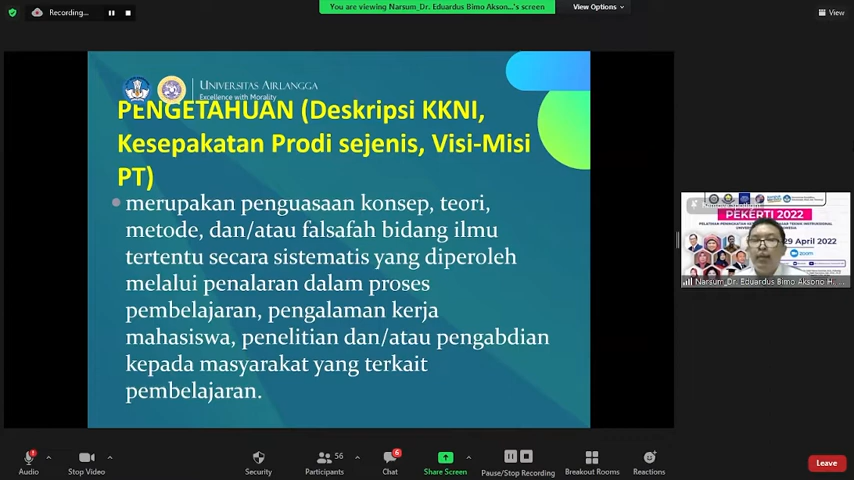 Recording...
You are viewing Narsum_Dr. Eduardus Bimo Akson...'s screen
View Options
View
UNIVERSITAS AIRLANGGA
Excellence with Morality
PENGETAHUAN (Deskripsi KKNI,
Kesepakatan Prodi sejenis, Visi-Misi
PT)
merupakan penguasaan konsep, teori,
metode, dan/atau falsafah bidang ilmu
tertentu secara sistematis yang diperoleh
melalui penalaran dalam proses
pembelajaran, pengalaman kerja
mahasiswa, penelitian dan/atau pengabdian
kepada masyarakat yang terkait
pembelajaran.
PEKERTI 2022
29 April 2022
zoom
Narsum_Dr. Eduardus Bimo Aksono H...
Audio
Stop Video
Security
56
Participants
6
Chat
Share Screen
Pause/Stop Recording
Breakout Rooms
Reactions
Leave